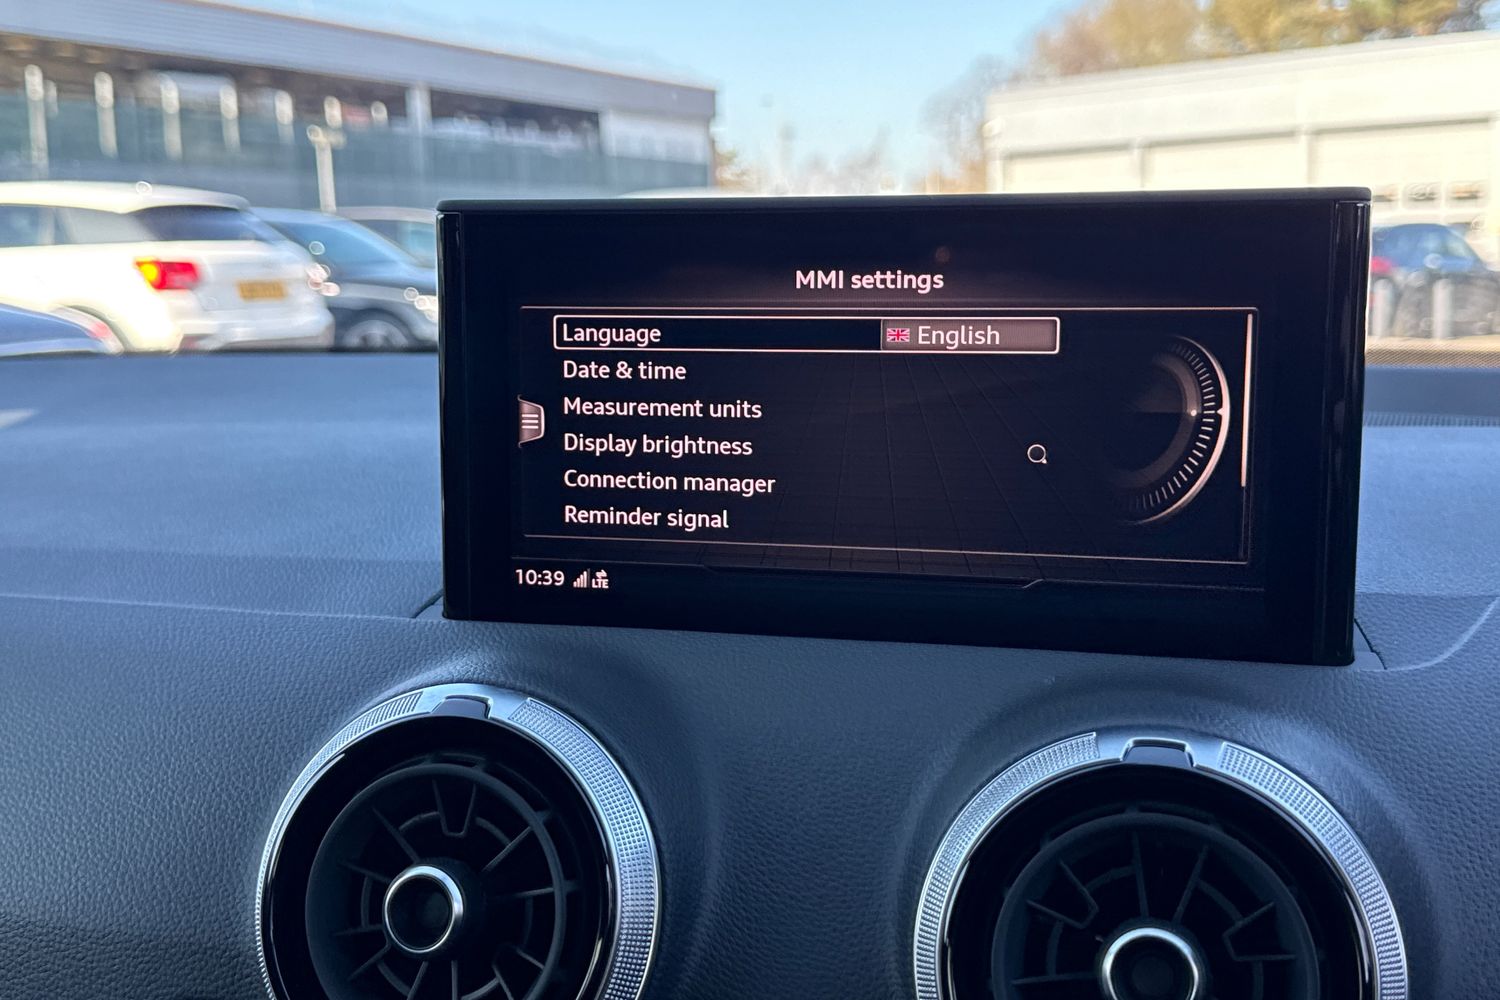 MMI settings
Language English
Date & time
Measurement units
Display brightness
Connection manager
Reminder signal
10:39 LTE